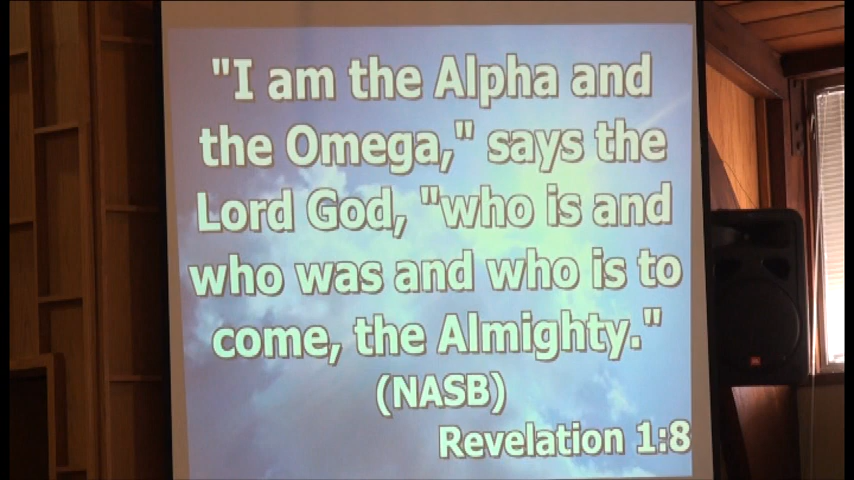 "I am the Alpha and
the Omega," says the
Lord God, "who is and
who was and who is to
come, the Almighty."
(NASB)
Revelation 1:8